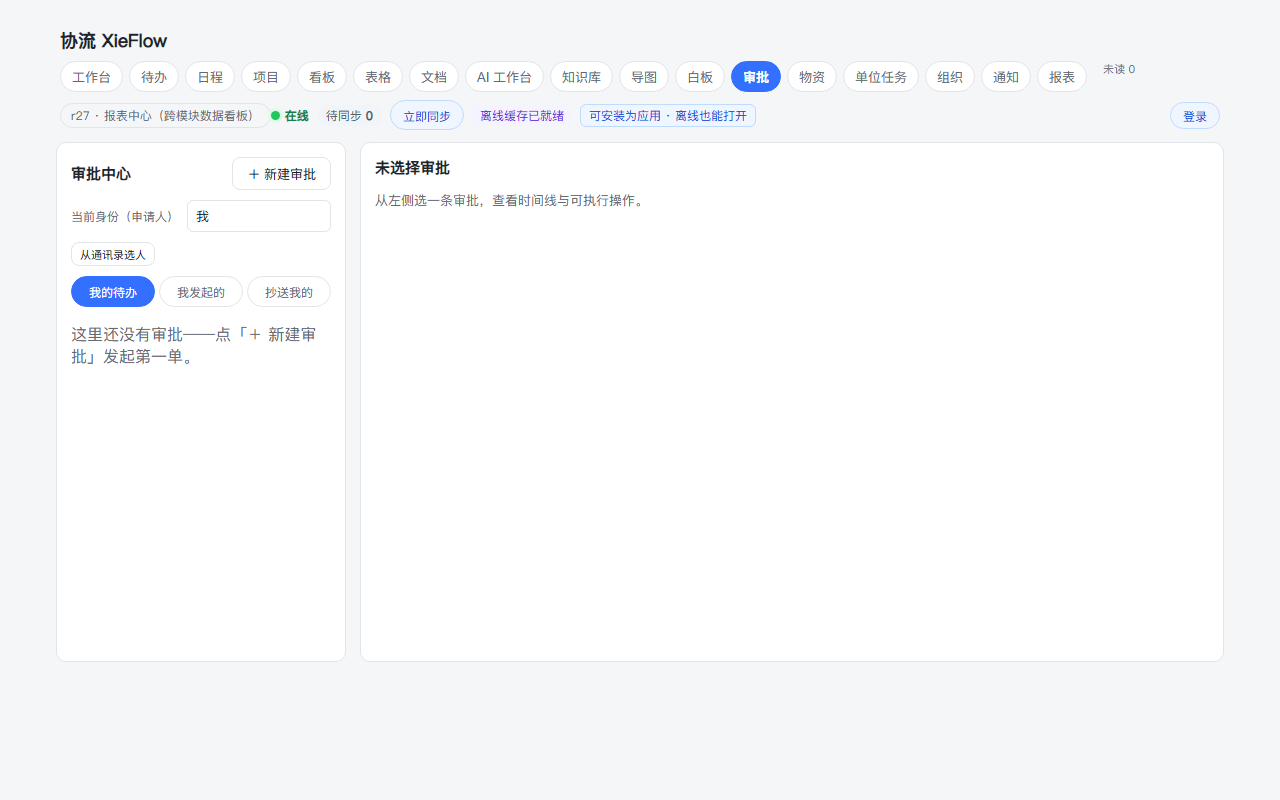 协流 XieFlow
工作台 待办 日程 项目 看板 表格 文档 AI 工作台 知识库 导图 白板 审批 物资 单位任务 组织 通知 报表 未读 0
r27 · 报表中心（跨模块数据看板） 在线 待同步 0 立即同步 离线缓存已就绪 可安装为应用 · 离线也能打开 登录
审批中心 ＋ 新建审批
当前身份（申请人） 我
从通讯录选人
我的待办 我发起的 抄送我的
这里还没有审批——点「＋ 新建审
批」发起第一单。
未选择审批
从左侧选一条审批，查看时间线与可执行操作。